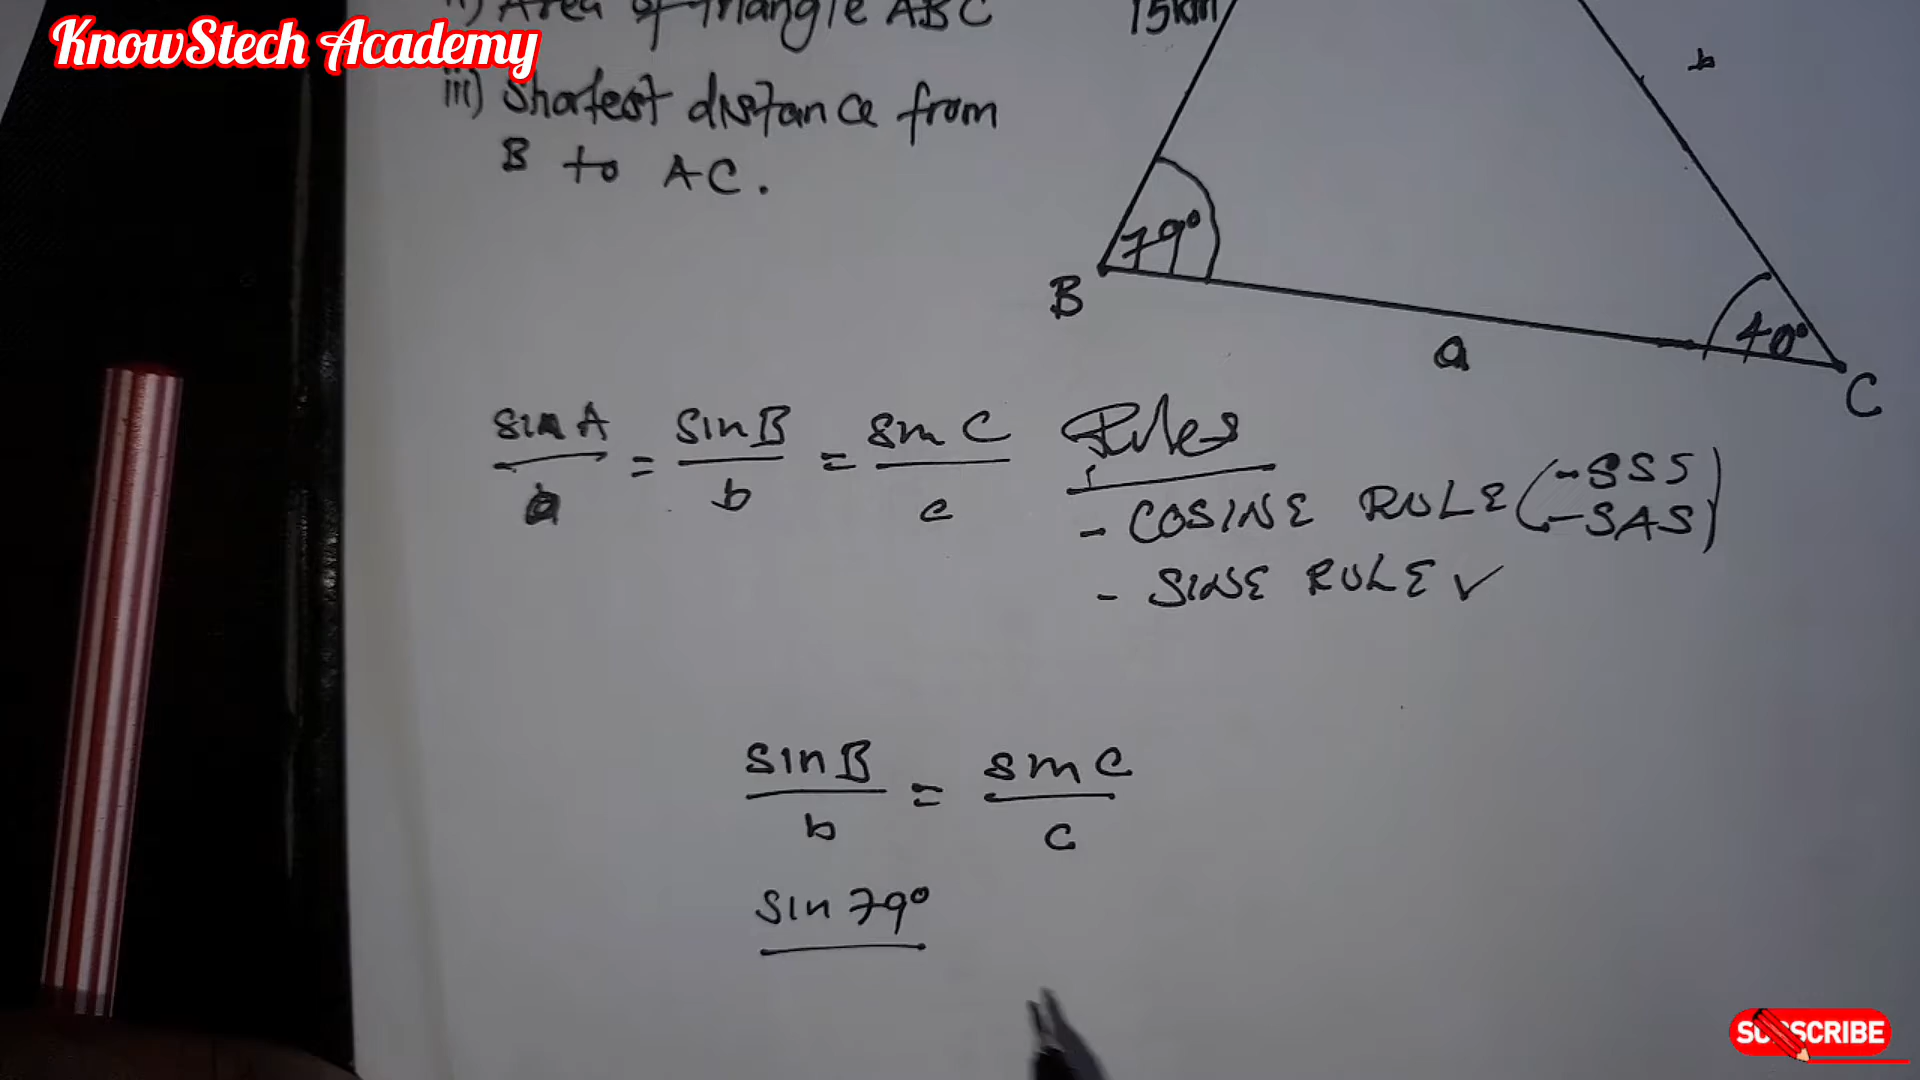 ii) Area of Triangle ABC
KnowStech Academy
iii) Shortest distance from
B to AC.
15km
b
79°
B
40°
a
C
sin A = sin B = sin C
a b c
Rules
- COSINE RULE (-SSS
-SAS)
- SINE RULE ✓
sin B = sin C
b c
sin 79°
SUBSCRIBE